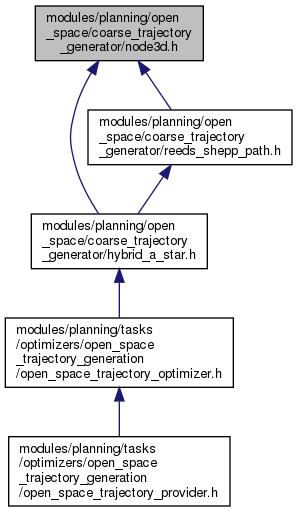 modules/planning/open
_space/coarse_trajectory
_generator/node3d.h
modules/planning/open
_space/coarse_trajectory
_generator/reeds_shepp_path.h
modules/planning/open
_space/coarse_trajectory
_generator/hybrid_a_star.h
modules/planning/tasks
/optimizers/open_space
_trajectory_generation
/open_space_trajectory_optimizer.h
modules/planning/tasks
/optimizers/open_space
_trajectory_generation
/open_space_trajectory_provider.h